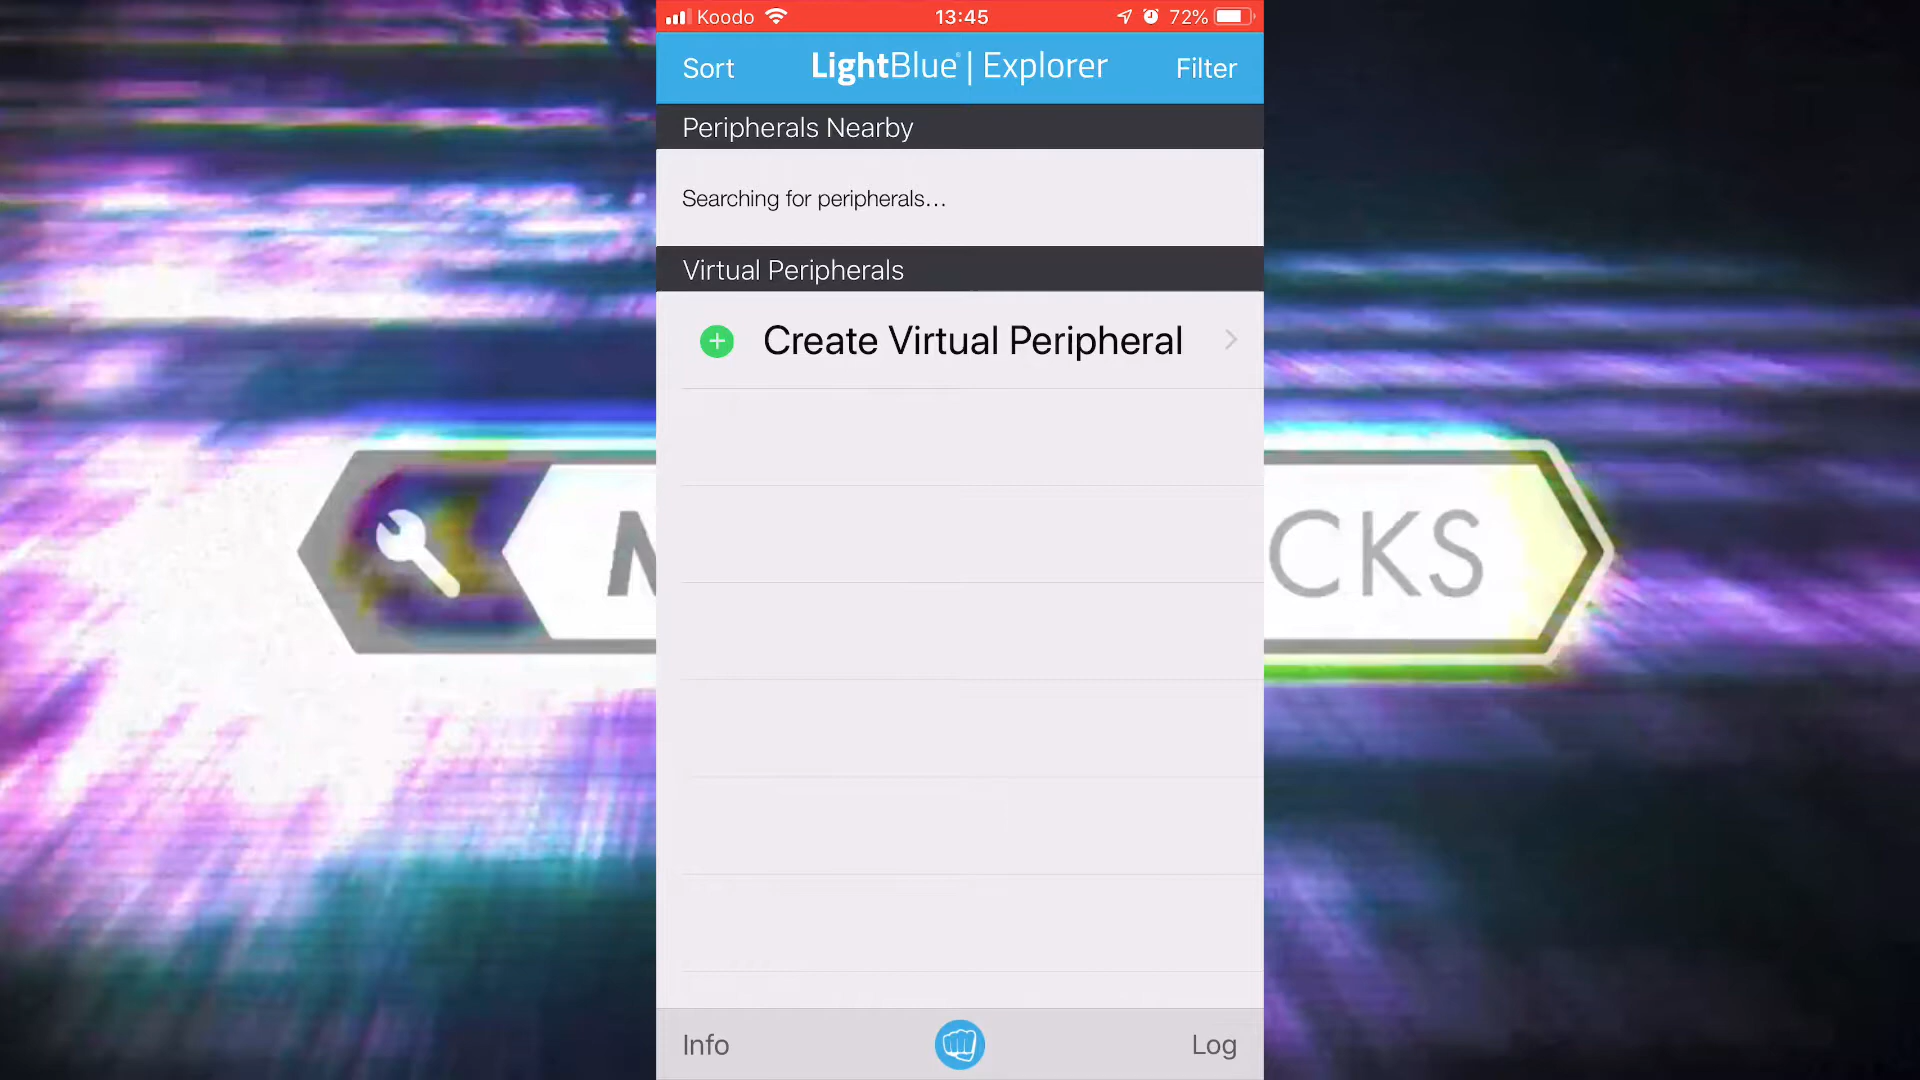 Koodo 13:45 72%
Sort LightBlue | Explorer Filter
Peripherals Nearby
Searching for peripherals...
Virtual Peripherals
Create Virtual Peripheral
CKS
Info Log